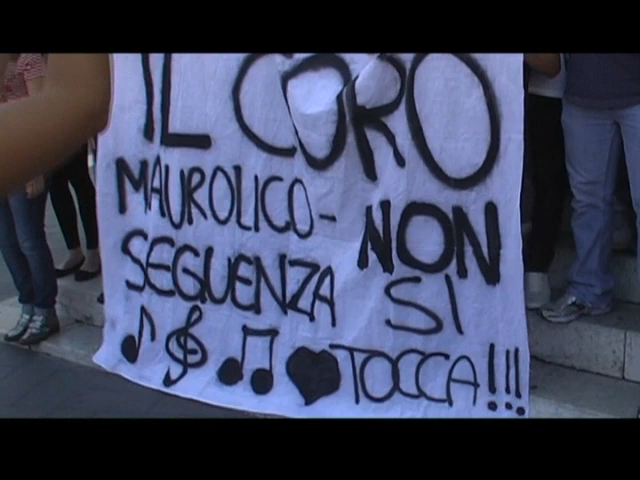 IL CORO
MAUROLICO-
SEGUENZA
NON
SI
TOCCA!!!